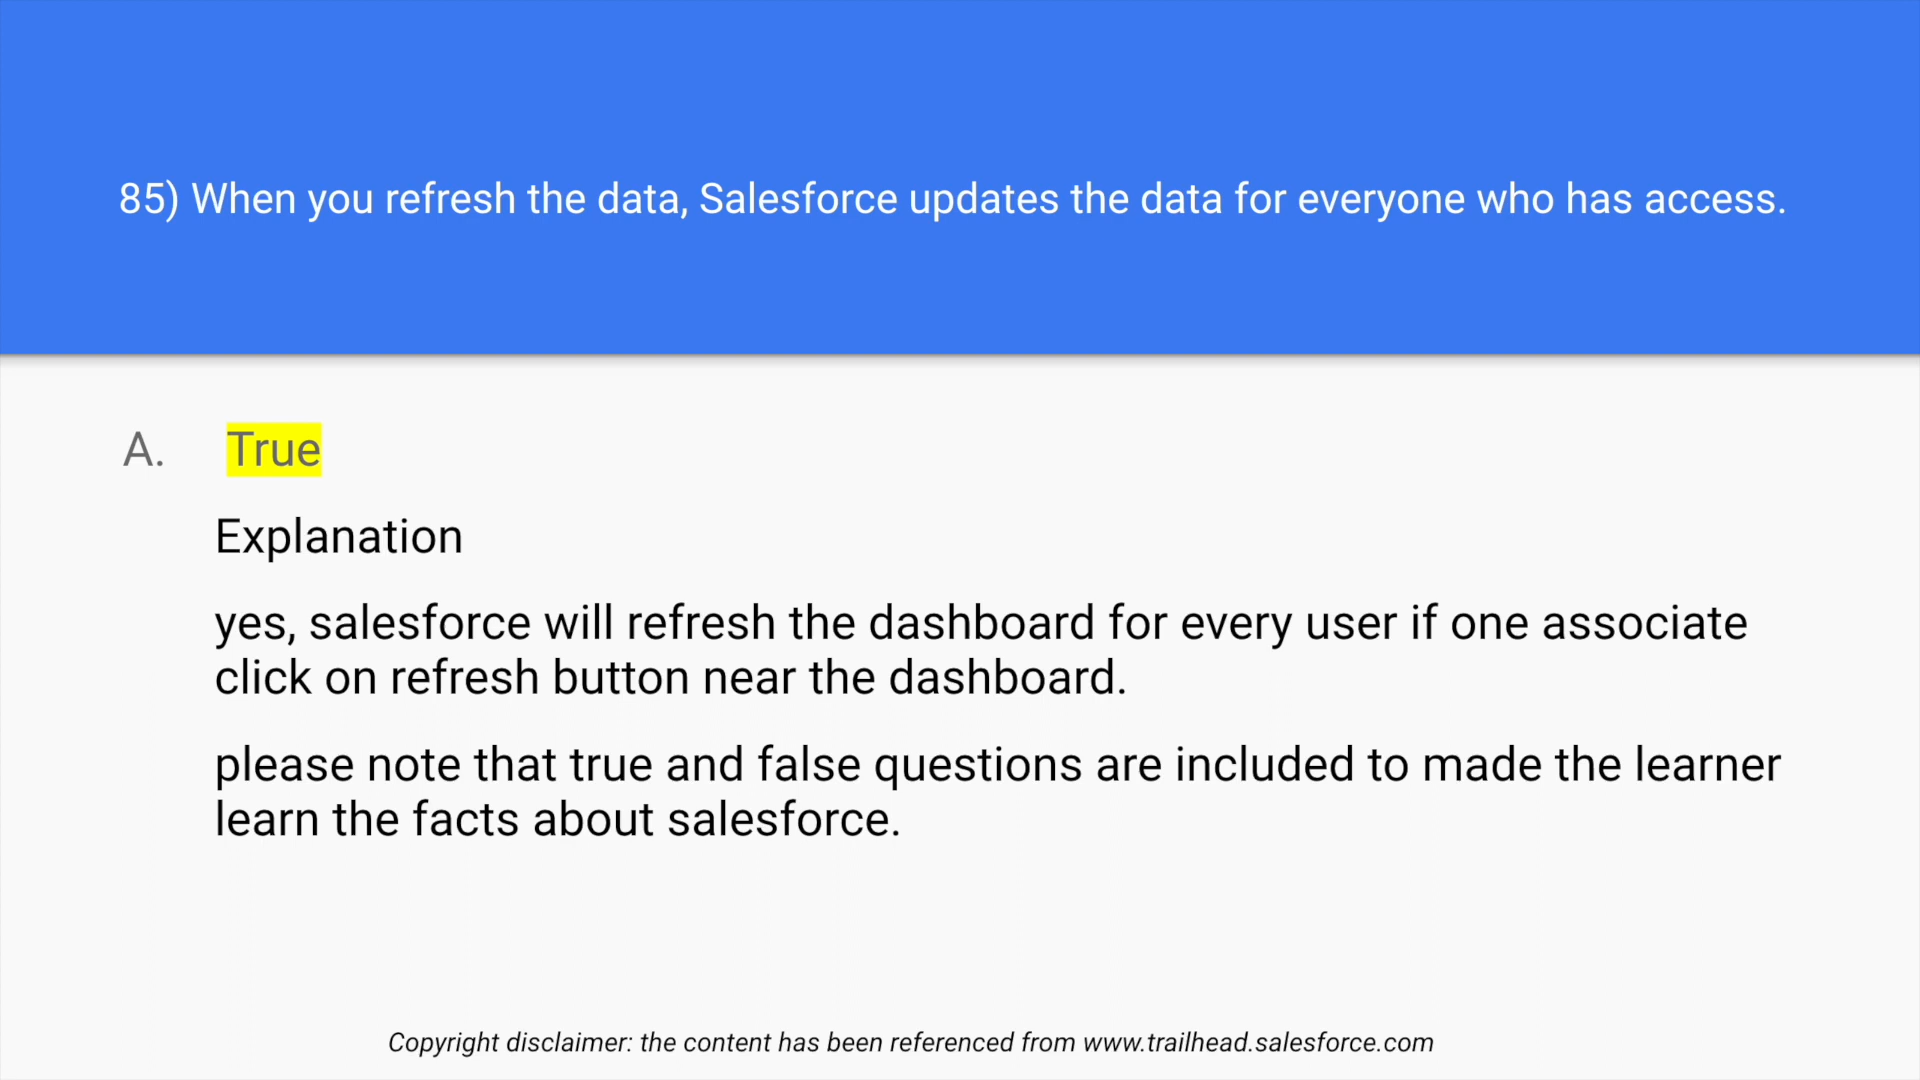 85) When you refresh the data, Salesforce updates the data for everyone who has access.
A. True
Explanation
yes, salesforce will refresh the dashboard for every user if one associate
click on refresh button near the dashboard.
please note that true and false questions are included to made the learner
learn the facts about salesforce.
Copyright disclaimer: the content has been referenced from www.trailhead.salesforce.com